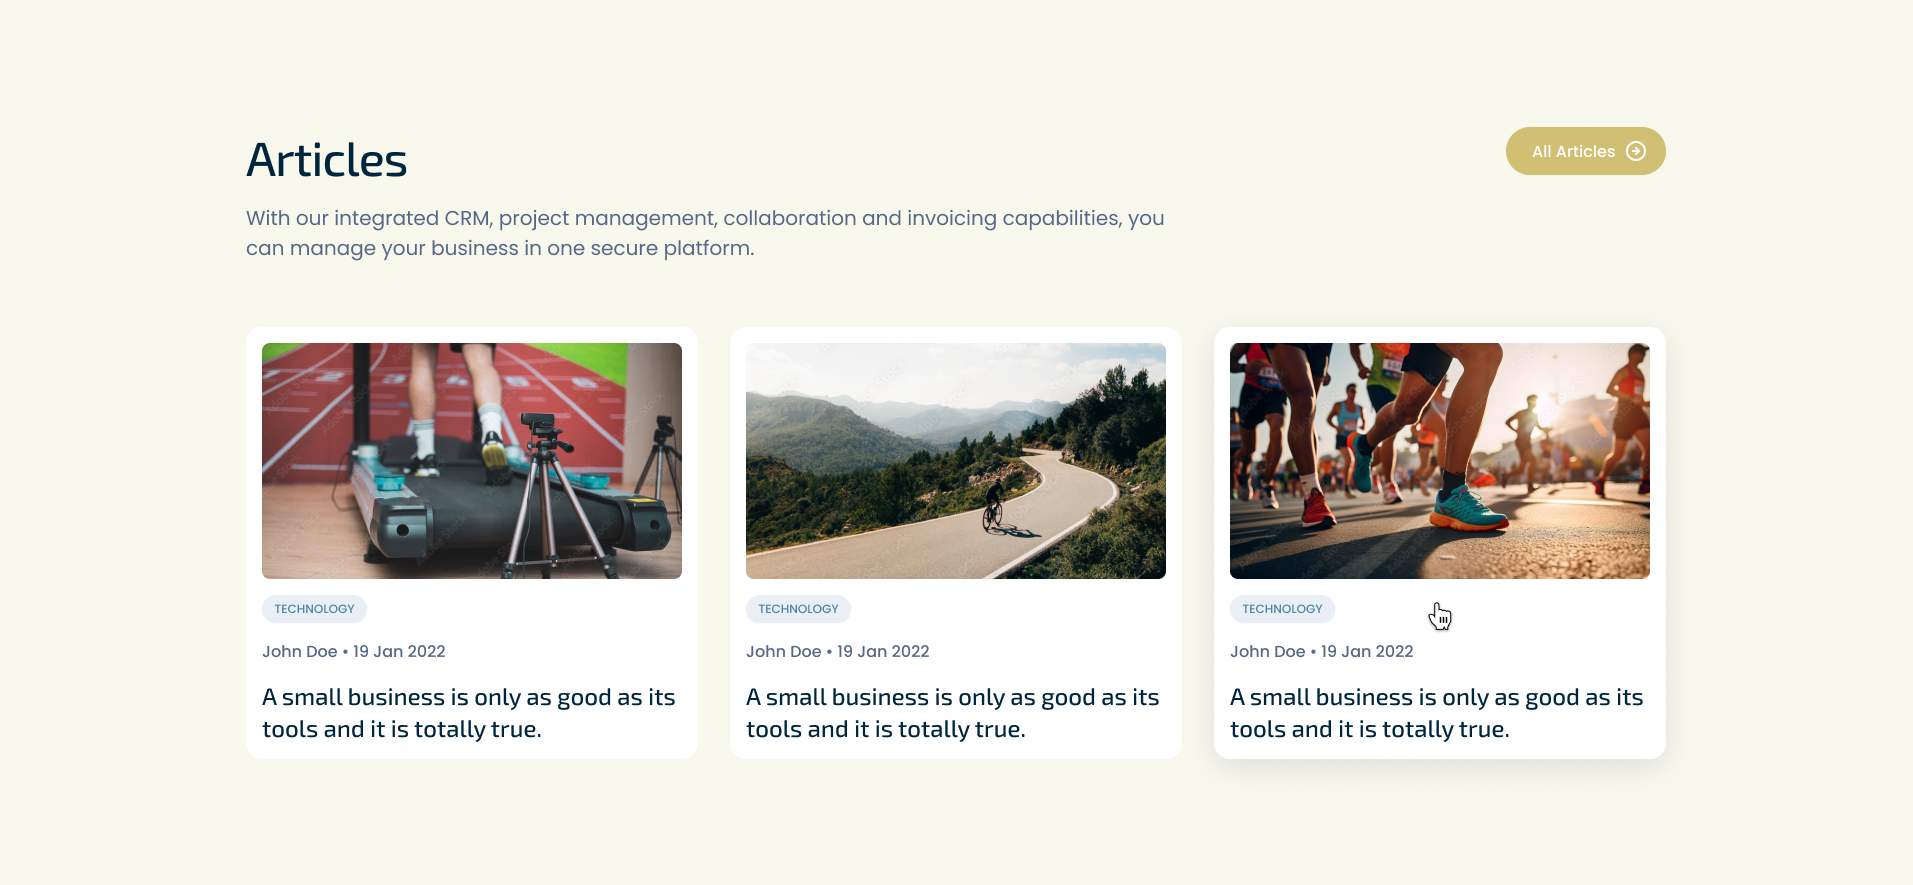 Articles
All Articles
With our integrated CRM, project management, collaboration and invoicing capabilities, you
can manage your business in one secure platform.
TECHNOLOGY
John Doe • 19 Jan 2022
A small business is only as good as its
tools and it is totally true.
TECHNOLOGY
John Doe • 19 Jan 2022
A small business is only as good as its
tools and it is totally true.
TECHNOLOGY
John Doe • 19 Jan 2022
A small business is only as good as its
tools and it is totally true.